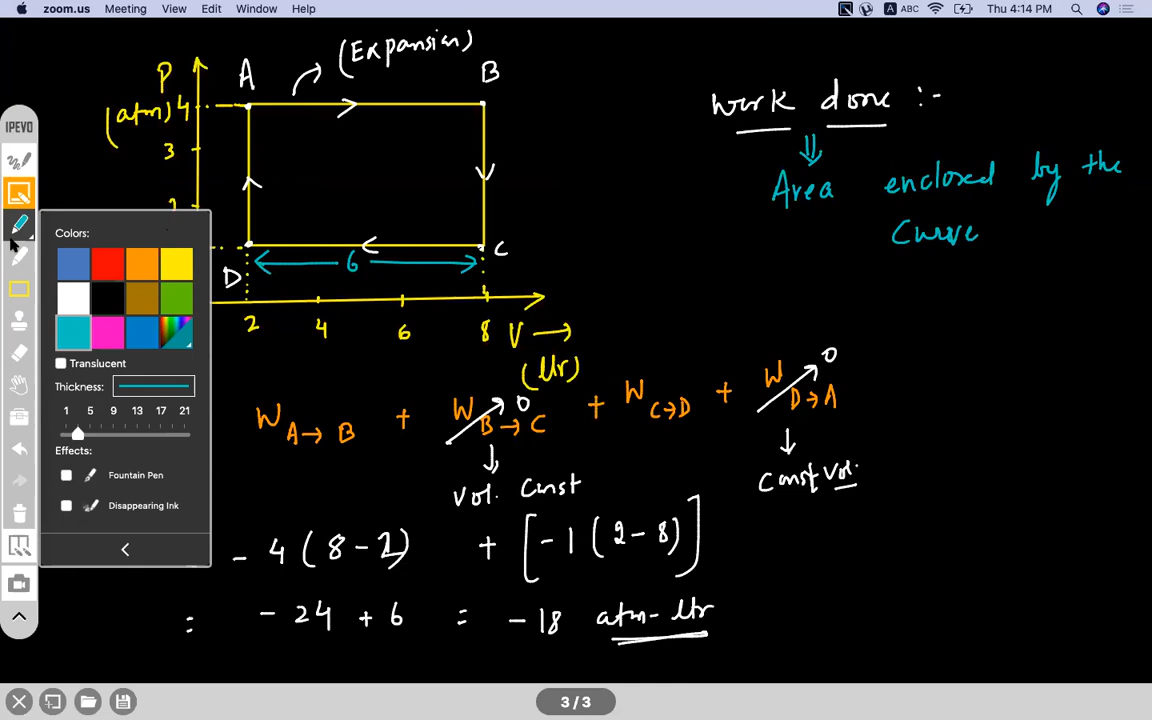 zoom.us Meeting View Edit Window Help ABC Thu 4:14 PM
(Expansion)
P A B
(atm) 4
3
work done :-
Area enclosed by the
Curve
IPEVO
Colors:
6
D C
2 4 6 8 V
(ltr)
Translucent
Thickness:
1 5 9 13 17 21
Effects:
Fountain Pen
Disappearing Ink
W A→B + W B→C 0 + W C→D + W D→A 0
Vol. Const
Const Vol.
- 4 ( 8 - 2 ) + [ - 1 ( 2 - 8 ) ]
= - 24 + 6 = - 18 atm - ltr
3/3